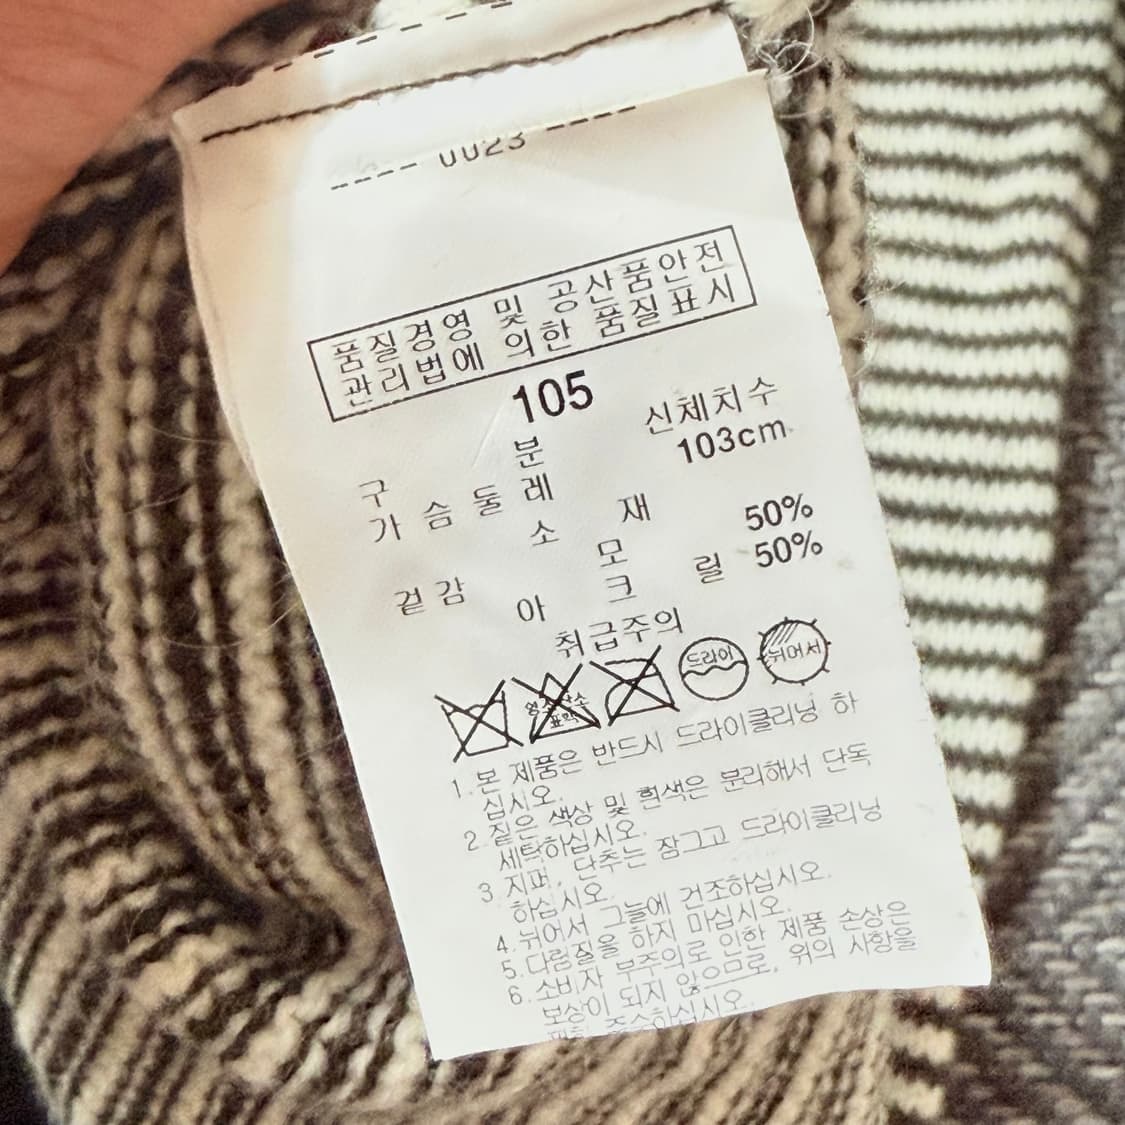 ---- 0023 ----
품질경영 및 공산품안전
관리법에 의한 품질표시
105
신체치수
103cm
구 분
가 슴 둘 레
소 재
겉감 모 50%
아 크 릴 50%
취급주의
드라이 뉘어서
1.본 제품은 반드시 드라이클리닝 하
십시오.
2.짙은 색상 및 흰색은 분리해서 단독
세탁하십시오.
3 지퍼, 단추는 잠그고 드라이클리닝
하십시오.
4.뉘어서 그늘에 건조하십시오.
5.다림질을 하지 마십시오.
6.소비자 부주의로 인한 제품 손상은
보상이 되지 않으므로, 위의 사항을
준수하십시오.